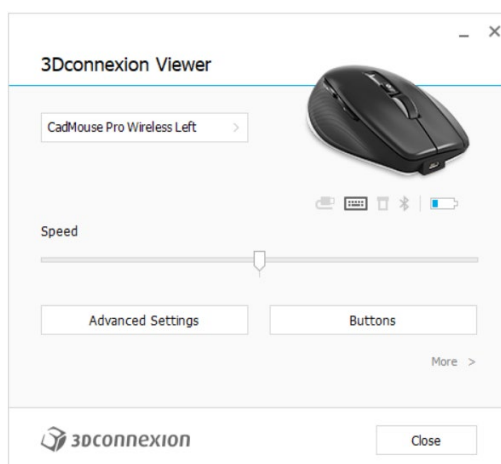 3Dconnexion Viewer
CadMouse Pro Wireless Left >
Speed
Advanced Settings
Buttons
More >
3Dconnexion
Close